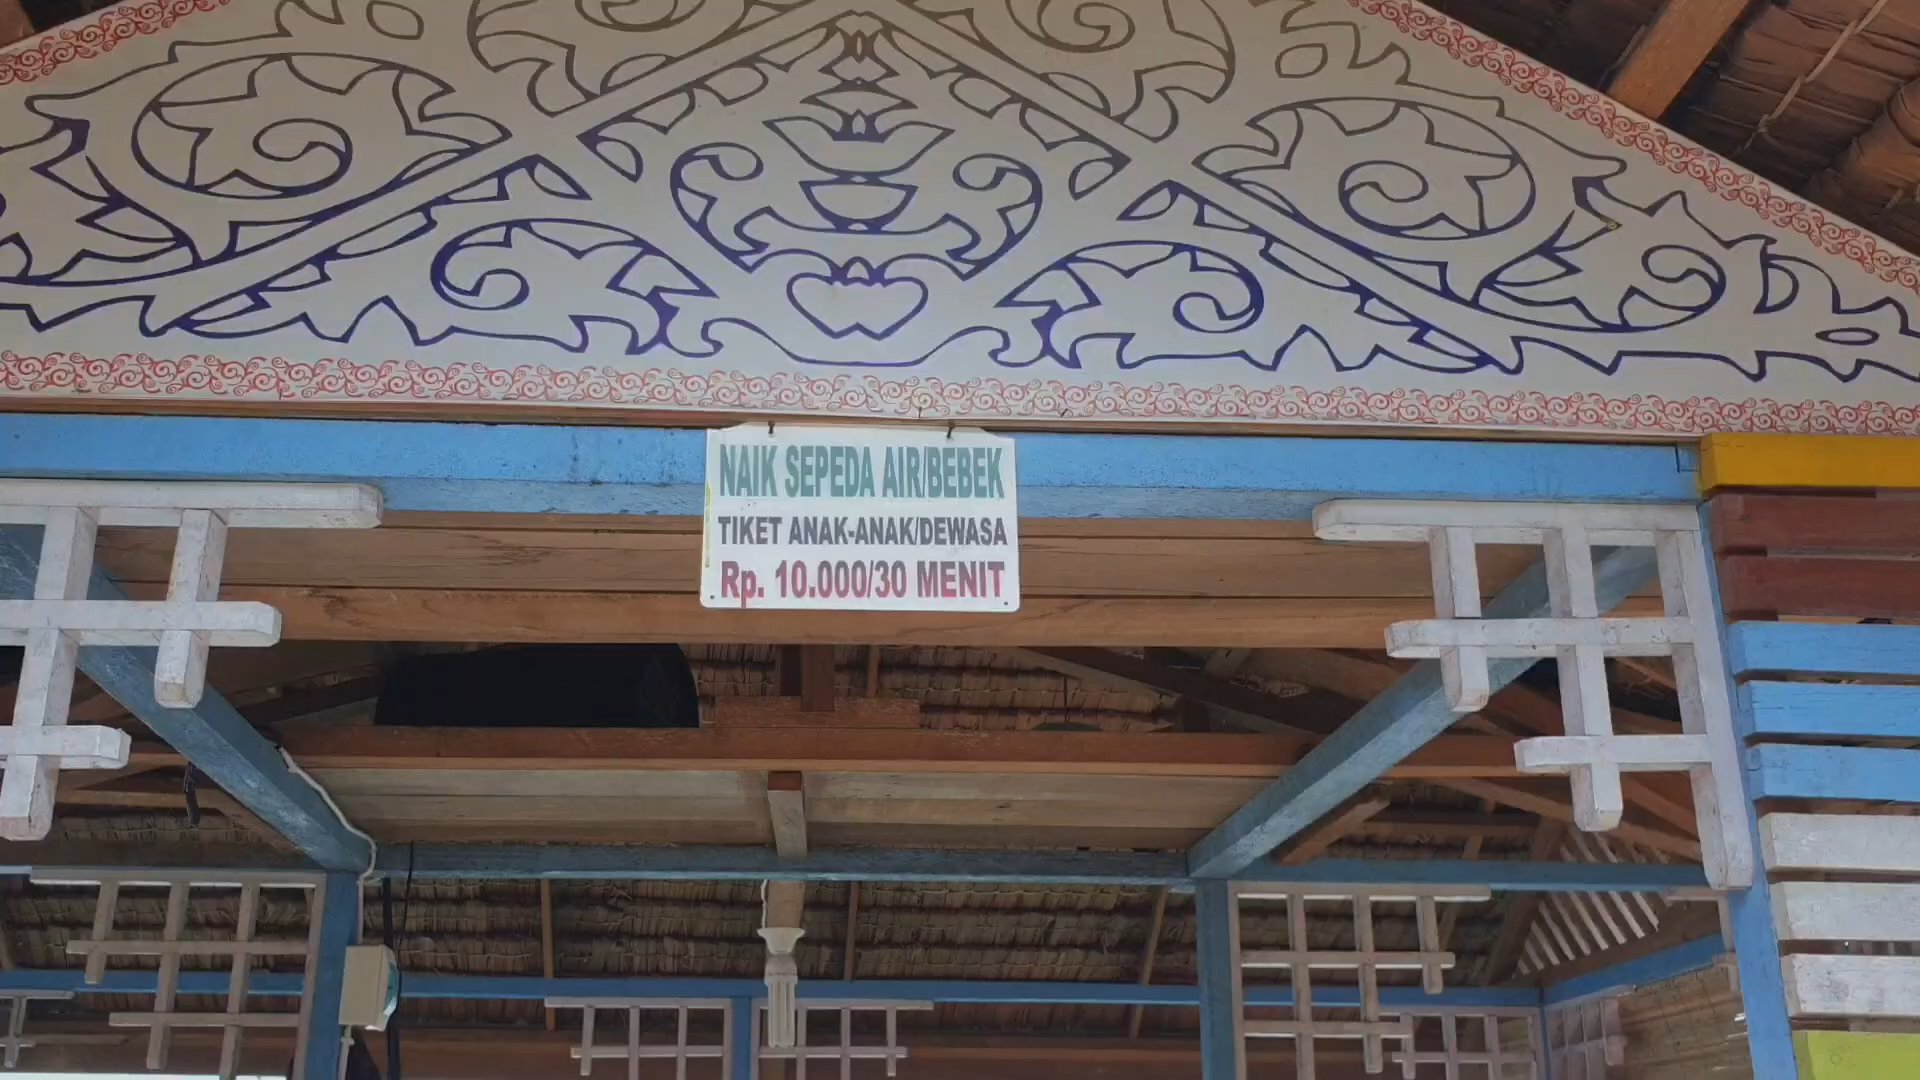 NAIK SEPEDA AIR/BEBEK
TIKET ANAK-ANAK/DEWASA
Rp. 10.000/30 MENIT